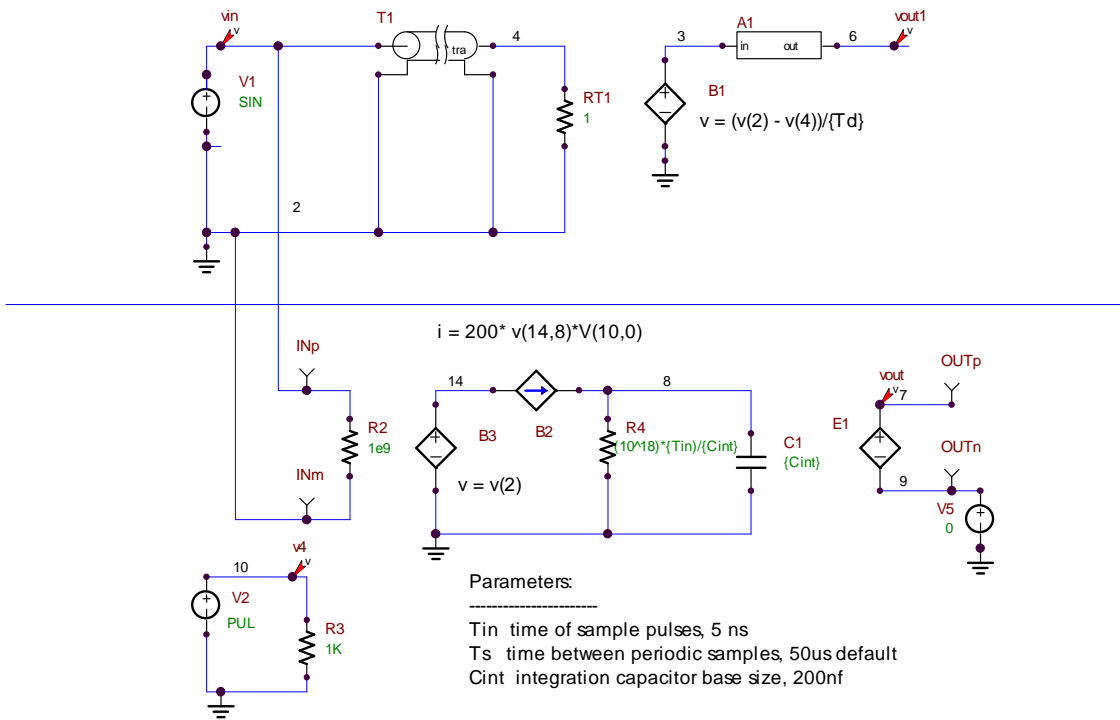 vin
v
T1
4
tra
V1
SIN
RT1
1
2
3
A1
in
out
6
vout1
v
B1
v = (v(2) - v(4))/{Td}
i = 200* v(14,8)*V(10,0)
INp
R2
1e9
INm
14
B3
B2
v = v(2)
8
R4
(10^18)*{Tin}/{Cint}
C1
{Cint}
vout
v
7
OUTp
E1
OUTn
9
V5
0
v4
v
10
V2
PUL
R3
1K
Parameters:
-----------------------
Tin time of sample pulses, 5 ns
Ts time between periodic samples, 50us default
Cint integration capacitor base size, 200nf